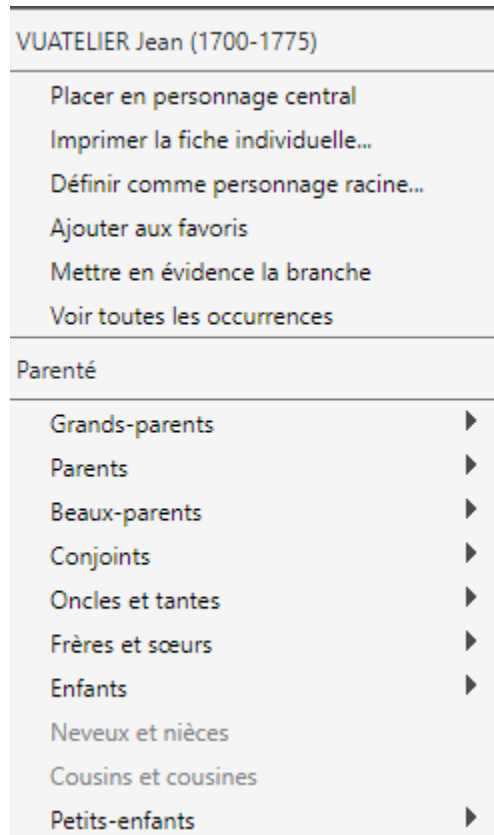 VUATELIER Jean (1700-1775)
Placer en personnage central
Imprimer la fiche individuelle...
Définir comme personnage racine...
Ajouter aux favoris
Mettre en évidence la branche
Voir toutes les occurrences
Parenté
Grands-parents
Parents
Beaux-parents
Conjoints
Oncles et tantes
Frères et sœurs
Enfants
Neveux et nièces
Cousins et cousines
Petits-enfants